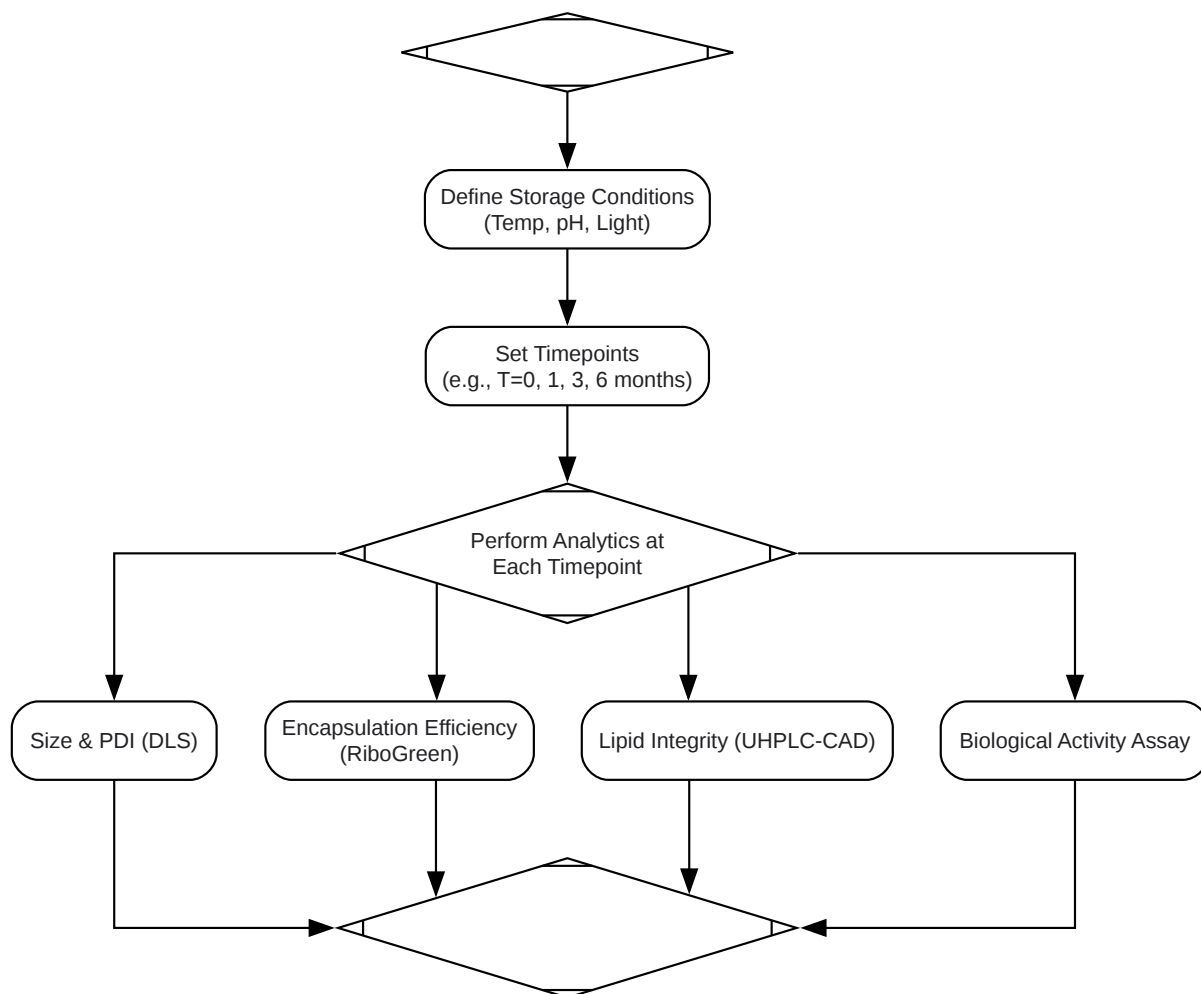 Define Storage Conditions
(Temp, pH, Light)
Set Timepoints
(e.g., T=0, 1, 3, 6 months)
Perform Analytics at
Each Timepoint
Size & PDI (DLS)
Encapsulation Efficiency
(RiboGreen)
Lipid Integrity (UHPLC-CAD)
Biological Activity Assay